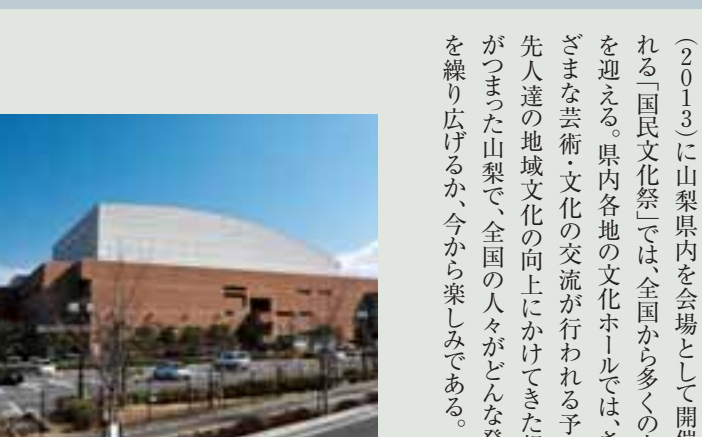 (2013)に山梨県内を会場として開催
れる「国民文化祭」では、全国から多くの
を迎える。県内各地の文化ホールでは、さ
ざまな芸術・文化の交流が行われる予
先人達の地域文化の向上にかけてきた
がつまった山梨で、全国の人々がどんな発
を繰り広げるか、今から楽しみである。